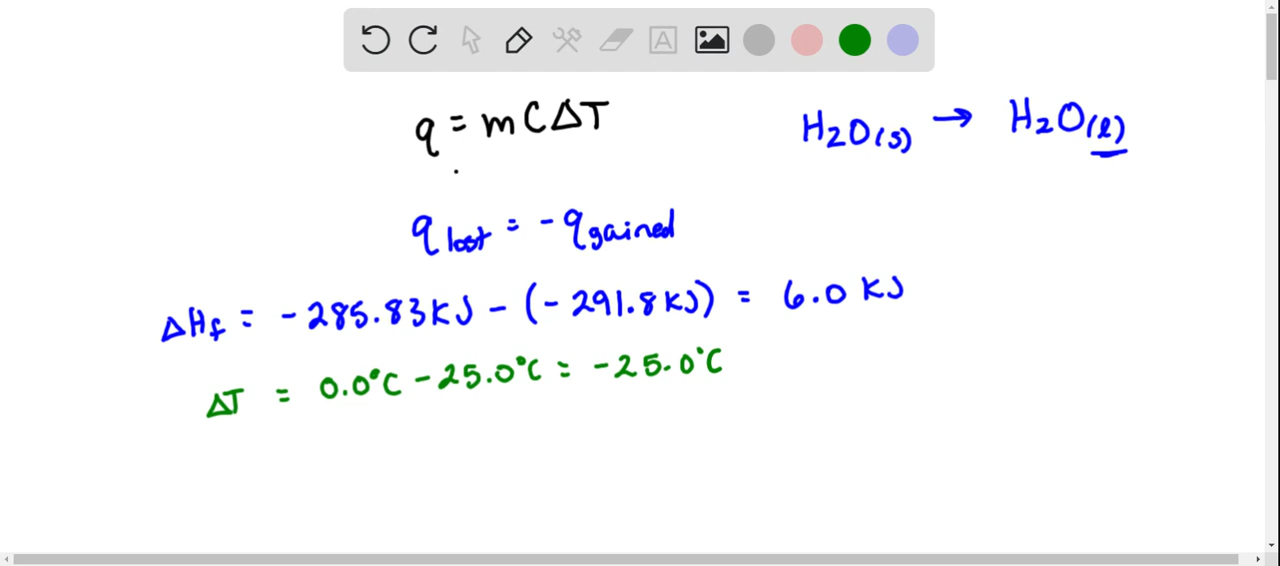 q = mCΔT
H₂O(s) → H₂O(l)
q lost = -q gained
ΔHf = -285.83 KJ - (-291.8 KJ) = 6.0 KJ
ΔT = 0.0°C - 25.0°C = -25.0°C